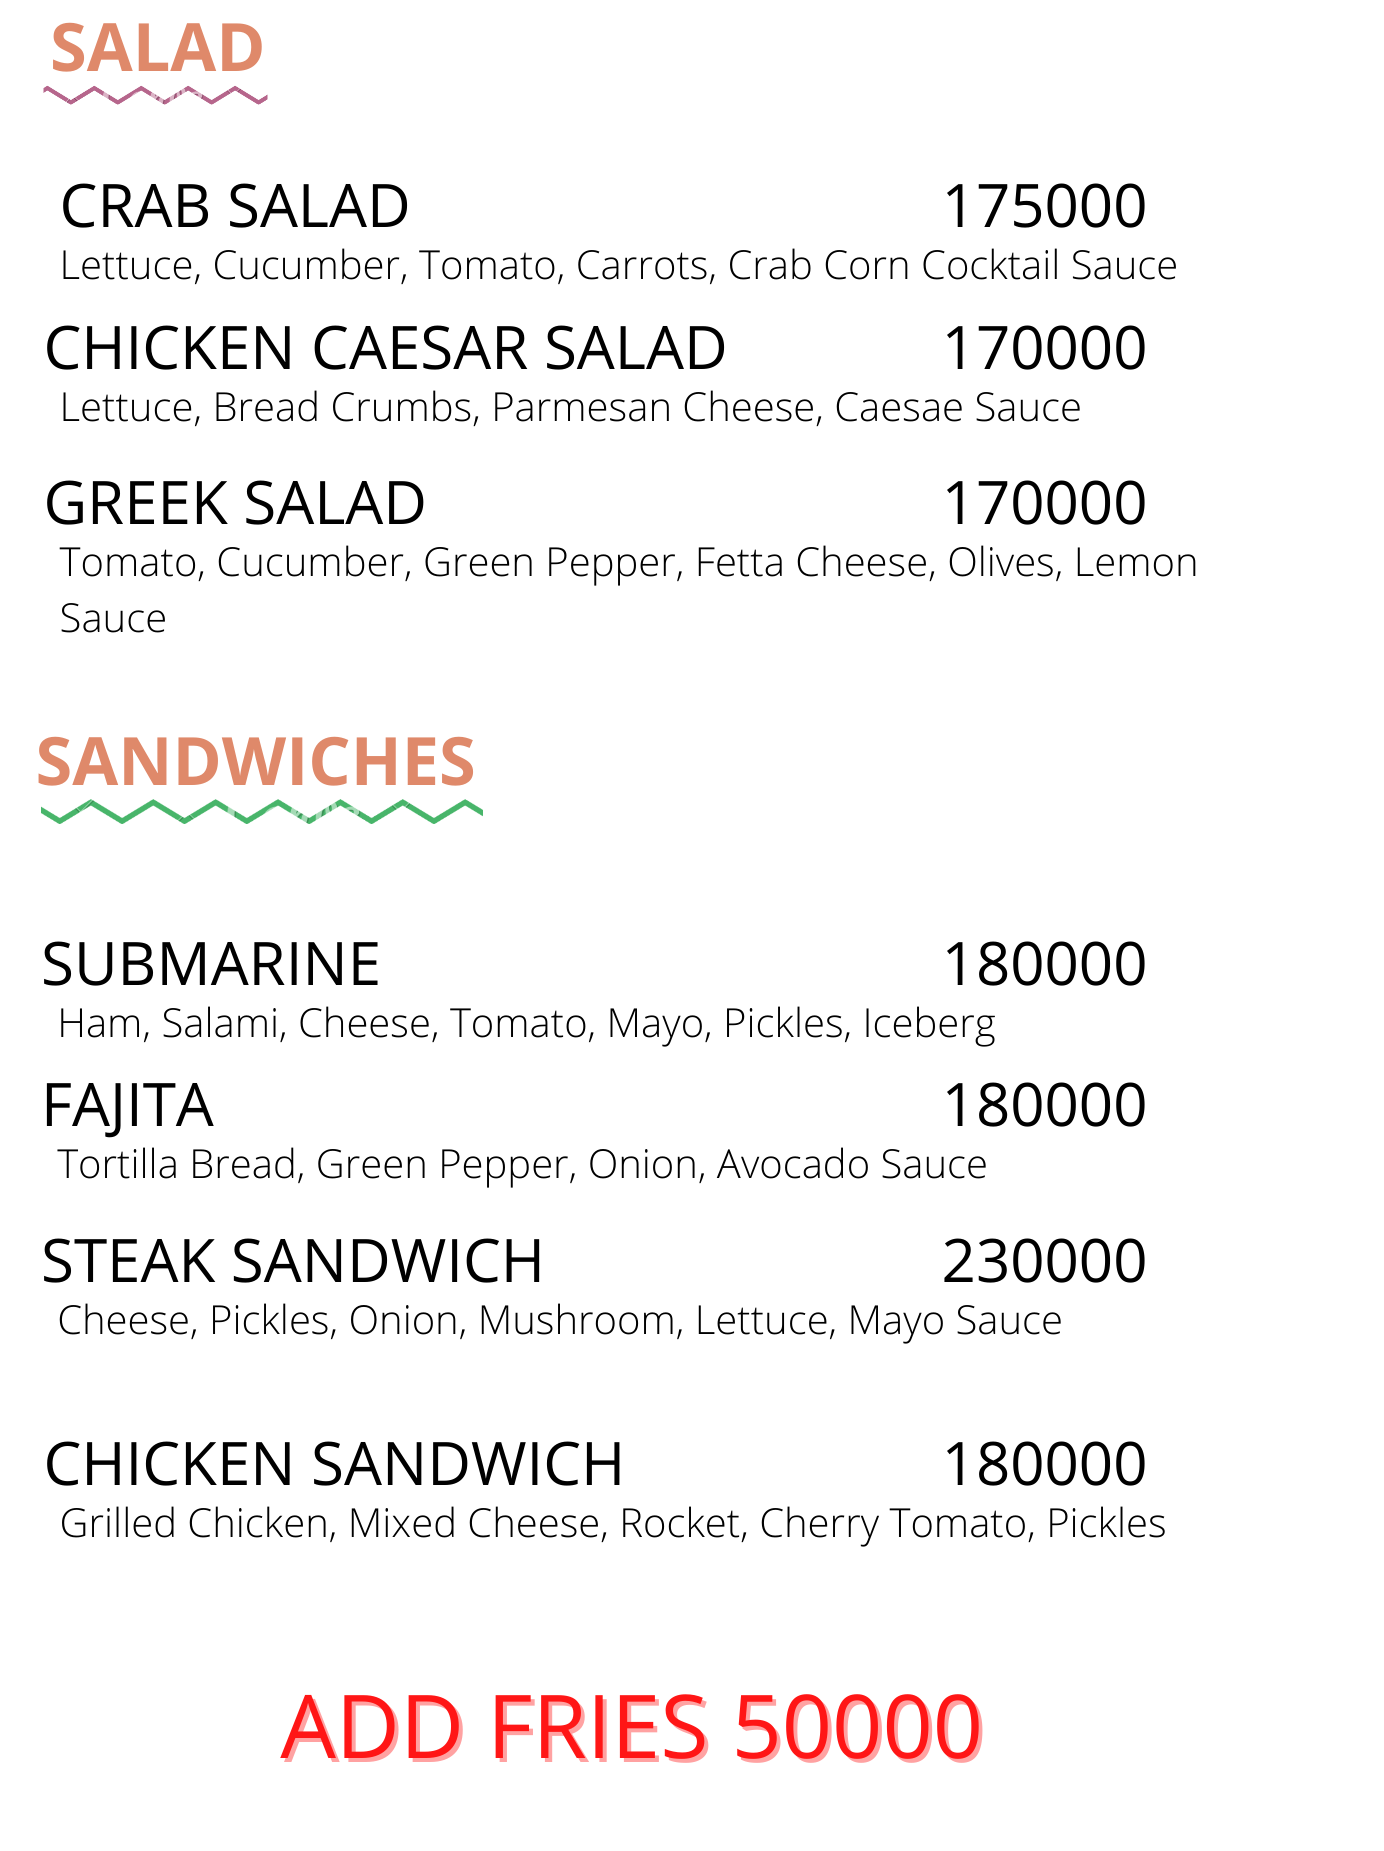 SALAD
CRAB SALAD 175000
Lettuce, Cucumber, Tomato, Carrots, Crab Corn Cocktail Sauce
CHICKEN CAESAR SALAD 170000
Lettuce, Bread Crumbs, Parmesan Cheese, Caesae Sauce
GREEK SALAD 170000
Tomato, Cucumber, Green Pepper, Fetta Cheese, Olives, Lemon
Sauce
SANDWICHES
SUBMARINE 180000
Ham, Salami, Cheese, Tomato, Mayo, Pickles, Iceberg
FAJITA 180000
Tortilla Bread, Green Pepper, Onion, Avocado Sauce
STEAK SANDWICH 230000
Cheese, Pickles, Onion, Mushroom, Lettuce, Mayo Sauce
CHICKEN SANDWICH 180000
Grilled Chicken, Mixed Cheese, Rocket, Cherry Tomato, Pickles
ADD FRIES 50000